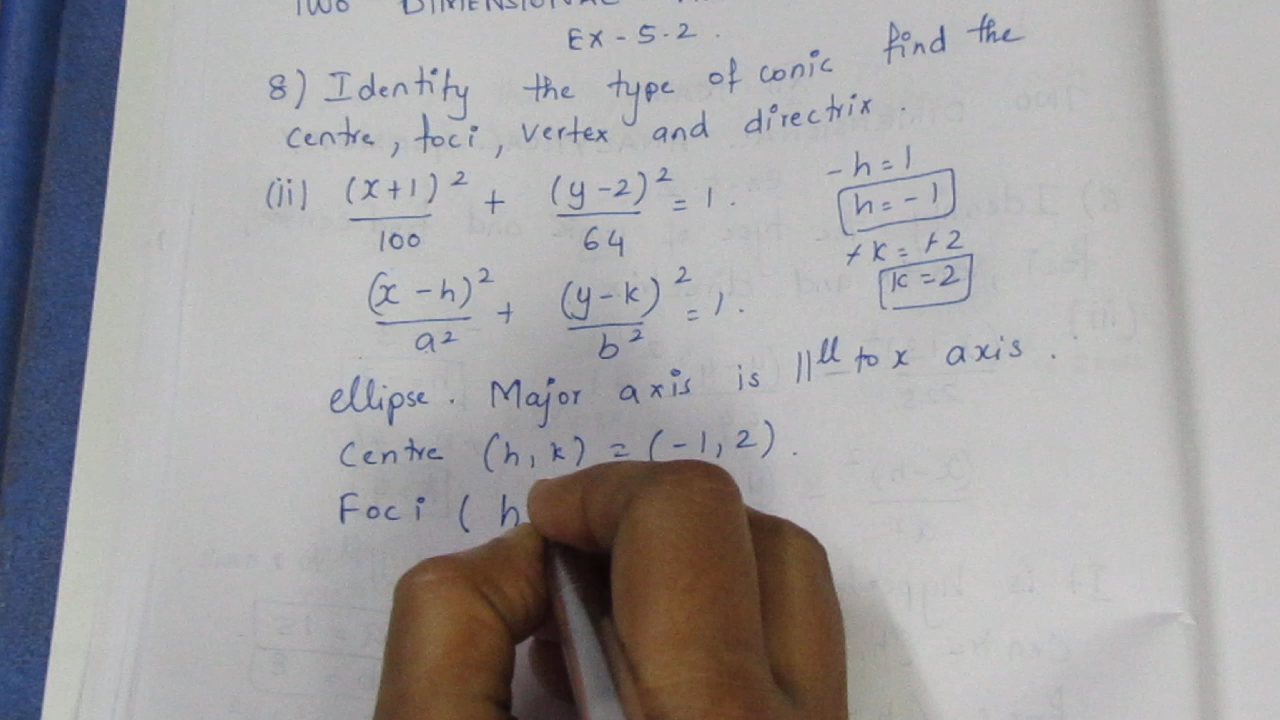 TWO DIMENSIONAL
EX - 5.2 .
8) Identify the type of conic find the
centre, foci, vertex and directrix .
(ii) (x+1)²/100 + (y-2)²/64 = 1.
-h = 1
h = -1
+k = +2
k = 2
(x-h)²/a² + (y-k)²/b² = 1.
ellipse. Major axis is ||ll to x axis .
Centre (h, k) = (-1, 2).
Foci ( h